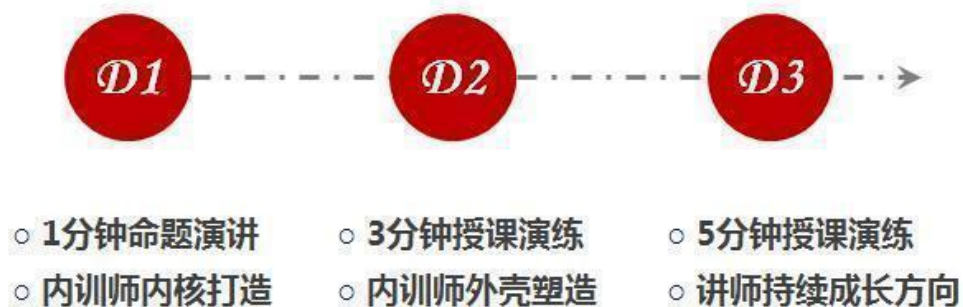 D1 D2 D3
○ 1分钟命题演讲 ○ 3分钟授课演练 ○ 5分钟授课演练
○ 内训师内核打造 ○ 内训师外壳塑造 ○ 讲师持续成长方向